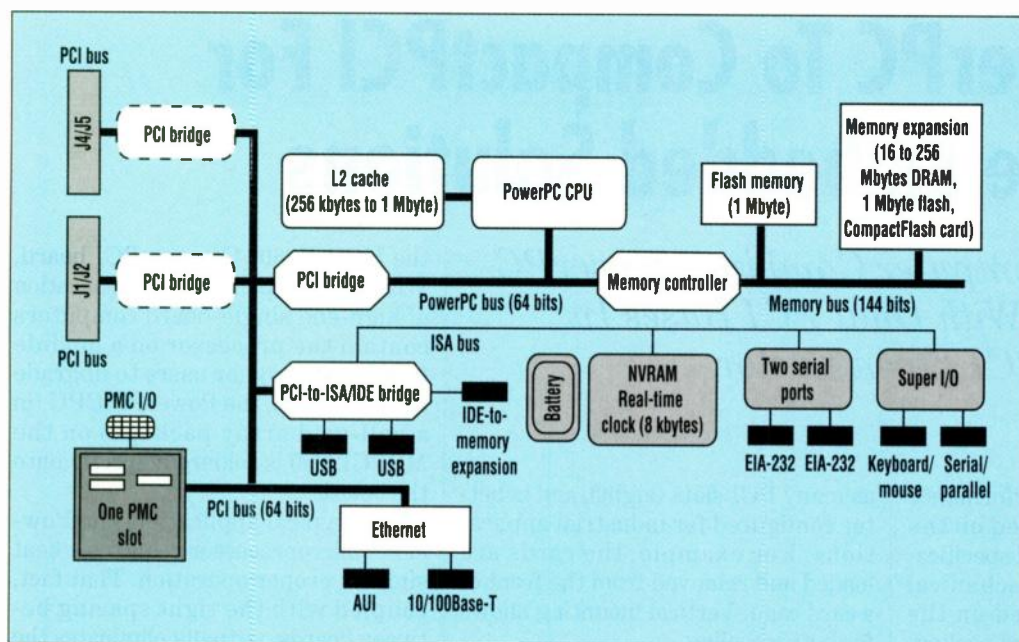 PCI bus
J4/J5
PCI bridge
L2 cache
(256 kbytes to 1 Mbyte)
PowerPC CPU
Flash memory
(1 Mbyte)
Memory expansion
(16 to 256
Mbytes DRAM,
1 Mbyte flash,
CompactFlash card)
J1/J2
PCI bridge
PCI bridge
PowerPC bus (64 bits)
Memory controller
Memory bus (144 bits)
PCI bus
ISA bus
PCI-to-ISA/IDE bridge
USB
USB
IDE-to-
memory
expansion
Battery
NVRAM
Real-time
clock (8 kbytes)
Two serial
ports
EIA-232
EIA-232
Super I/O
Keyboard/
mouse
Serial/
parallel
PMC I/O
One PMC
slot
PCI bus (64 bits)
Ethernet
AUI
10/100Base-T